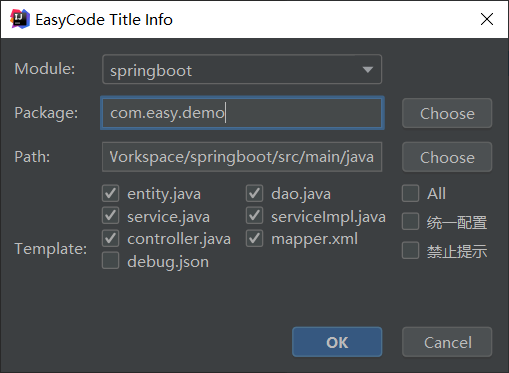 EasyCode Title Info
Module: springboot
Package: com.easy.demo Choose
Path: Workspace/springboot/src/main/java Choose
entity.java dao.java All
service.java serviceImpl.java 统一配置
controller.java mapper.xml 禁止提示
Template: debug.json
OK Cancel